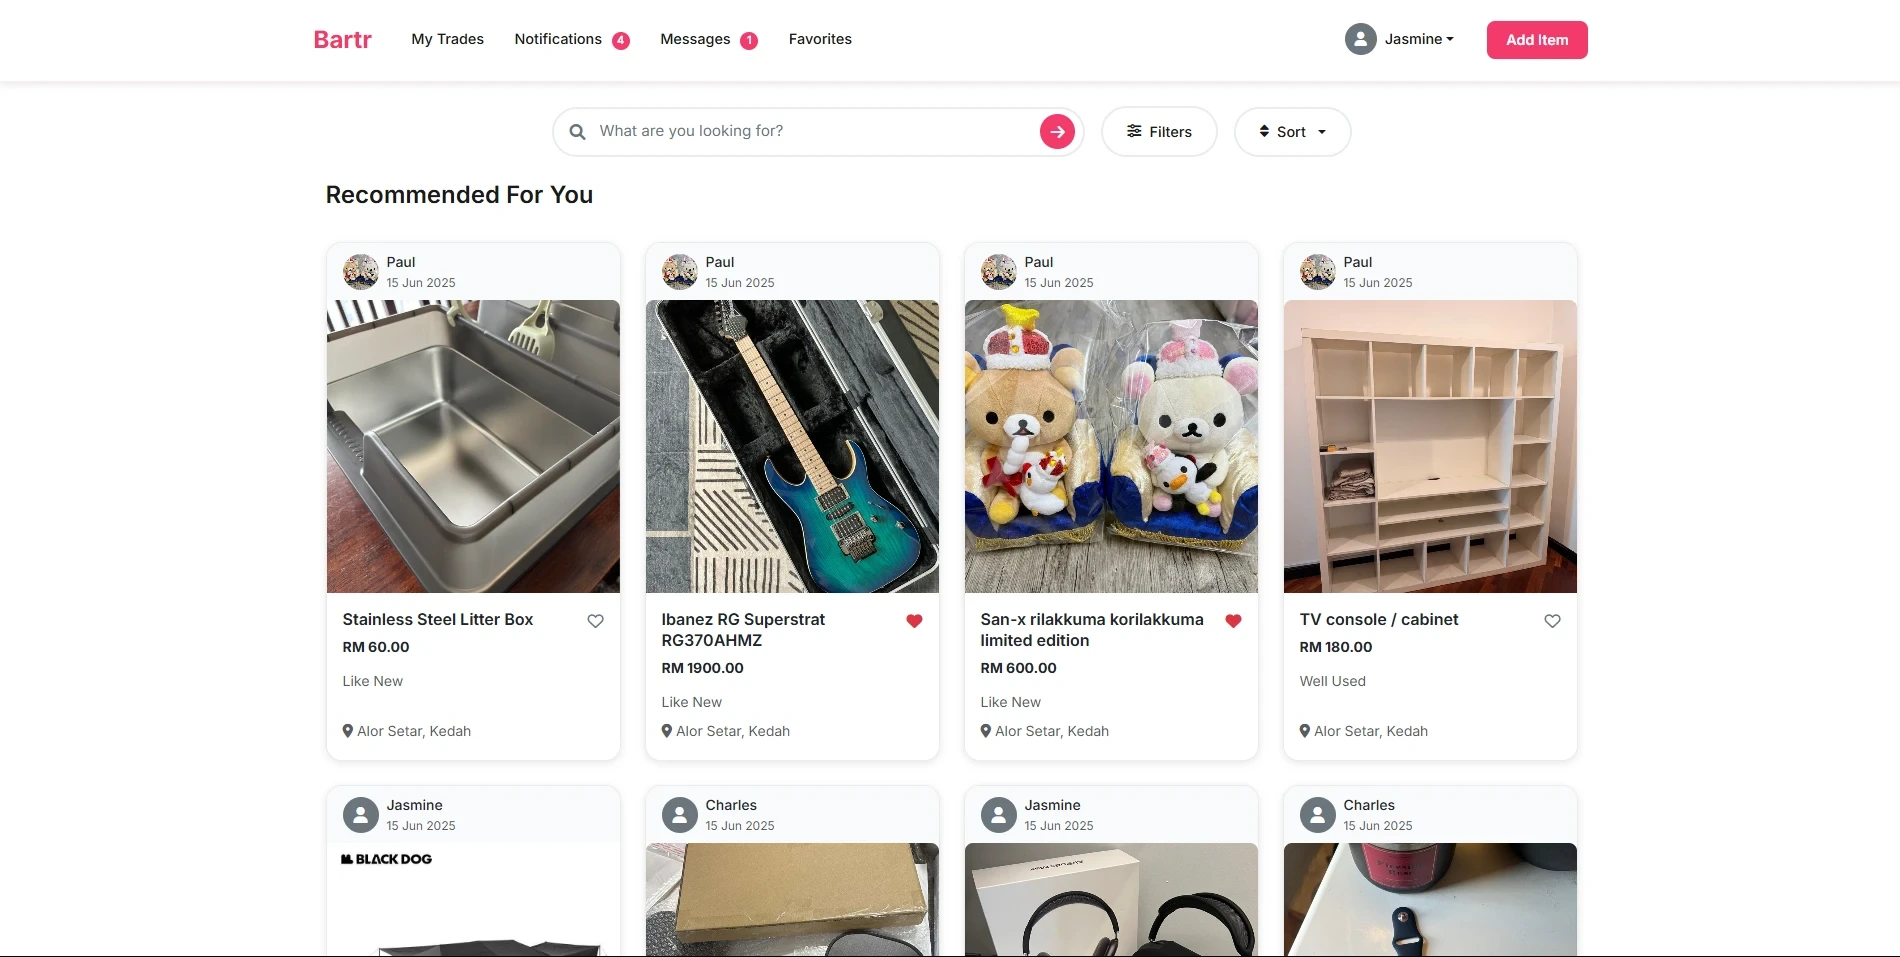 Bartr
My Trades
Notifications 4
Messages 1
Favorites
Jasmine
Add Item
What are you looking for?
Filters
Sort
Recommended For You
Paul
15 Jun 2025
Stainless Steel Litter Box
RM 60.00
Like New
Alor Setar, Kedah
Paul
15 Jun 2025
Ibanez RG Superstrat
RG370AHMZ
RM 1900.00
Like New
Alor Setar, Kedah
Paul
15 Jun 2025
San-x rilakkuma korilakkuma
limited edition
RM 600.00
Like New
Alor Setar, Kedah
Paul
15 Jun 2025
TV console / cabinet
RM 180.00
Well Used
Alor Setar, Kedah
Jasmine
15 Jun 2025
BLACK DOG
Charles
15 Jun 2025
Jasmine
15 Jun 2025
Charles
15 Jun 2025